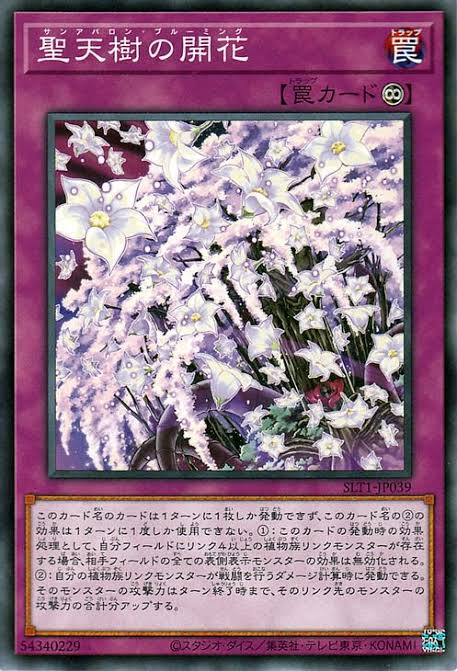 サンアバロン・ブルーミング
聖天樹の開花
トラップ
罠
トラップ
【罠カード】
SLT1-JP039
このカード名のカードは1ターンに1枚しか発動できず、このカード名の②の
効果は1ターンに1度しか使用できない。①：このカードの発動時の効果
処理として、自分フィールドにリンク4以上の植物族リンクモンスターが存在
する場合、相手フィールドの全ての表側表示モンスターの効果は無効化される。
②：自分の植物族リンクモンスターが戦闘を行うダメージ計算時に発動できる。
そのモンスターの攻撃力はターン終了時まで、そのリンク先のモンスターの
攻撃力の合計分アップする。
54340229
©スタジオ・ダイス／集英社・テレビ東京・KONAMI